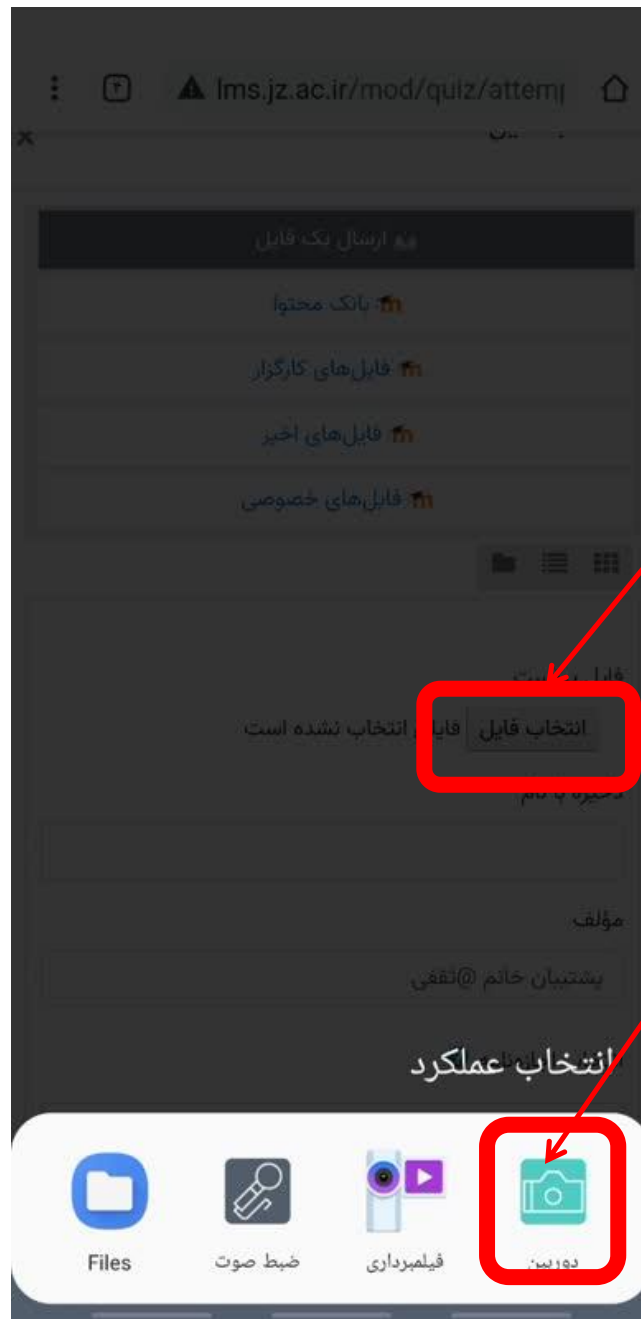 lms.jz.ac.ir/mod/quiz/attemp
ارسال یک فایل
بانک محتوا
فایل‌های کارگزار
فایل‌های اخیر
فایل‌های خصوصی
فایل
انتخاب فایل انتخاب نشده است
ذخیره با نام
مؤلف
پشتیبان خانم @ثقفی
انتخاب عملکرد
دوربین
فیلمبرداری
ضبط صوت
Files